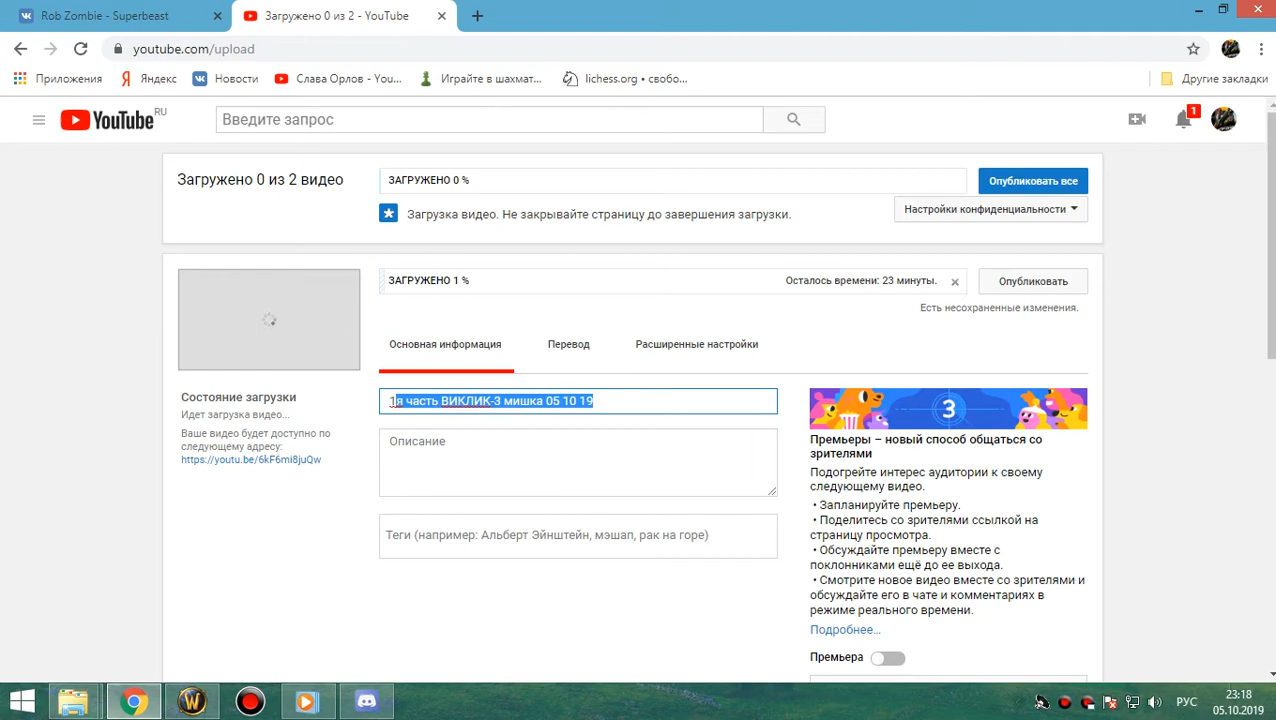 Rob Zombie - Superbeast
Загружено 0 из 2 - YouTube
youtube.com/upload
Приложения
Яндекс
Новости
Слава Орлов - You...
Играйте в шахмат...
lichess.org • свобо...
Другие закладки
YouTube RU
Введите запрос
1
Загружено 0 из 2 видео
ЗАГРУЖЕНО 0 %
Опубликовать все
Загрузка видео. Не закрывайте страницу до завершения загрузки.
Настройки конфиденциальности
ЗАГРУЖЕНО 1 %
Осталось времени: 23 минуты.
Опубликовать
Есть несохраненные изменения.
Основная информация
Перевод
Расширенные настройки
Состояние загрузки
Идет загрузка видео...
Ваше видео будет доступно по
следующему адресу:
https://youtu.be/6kF6mi8juQw
1я часть ВИКЛИК-3 мишка 05 10 19
Описание
Теги (например: Альберт Эйнштейн, мэшап, рак на горе)
3
Премьеры – новый способ общаться со
зрителями
Подогрейте интерес аудитории к своему
следующему видео.
• Запланируйте премьеру.
• Поделитесь со зрителями ссылкой на
страницу просмотра.
• Обсуждайте премьеру вместе с
поклонниками ещё до ее выхода.
• Смотрите новое видео вместе со зрителями и
обсуждайте его в чате и комментариях в
режиме реального времени.
Подробнее...
Премьера
РУС
23:18
05.10.2019